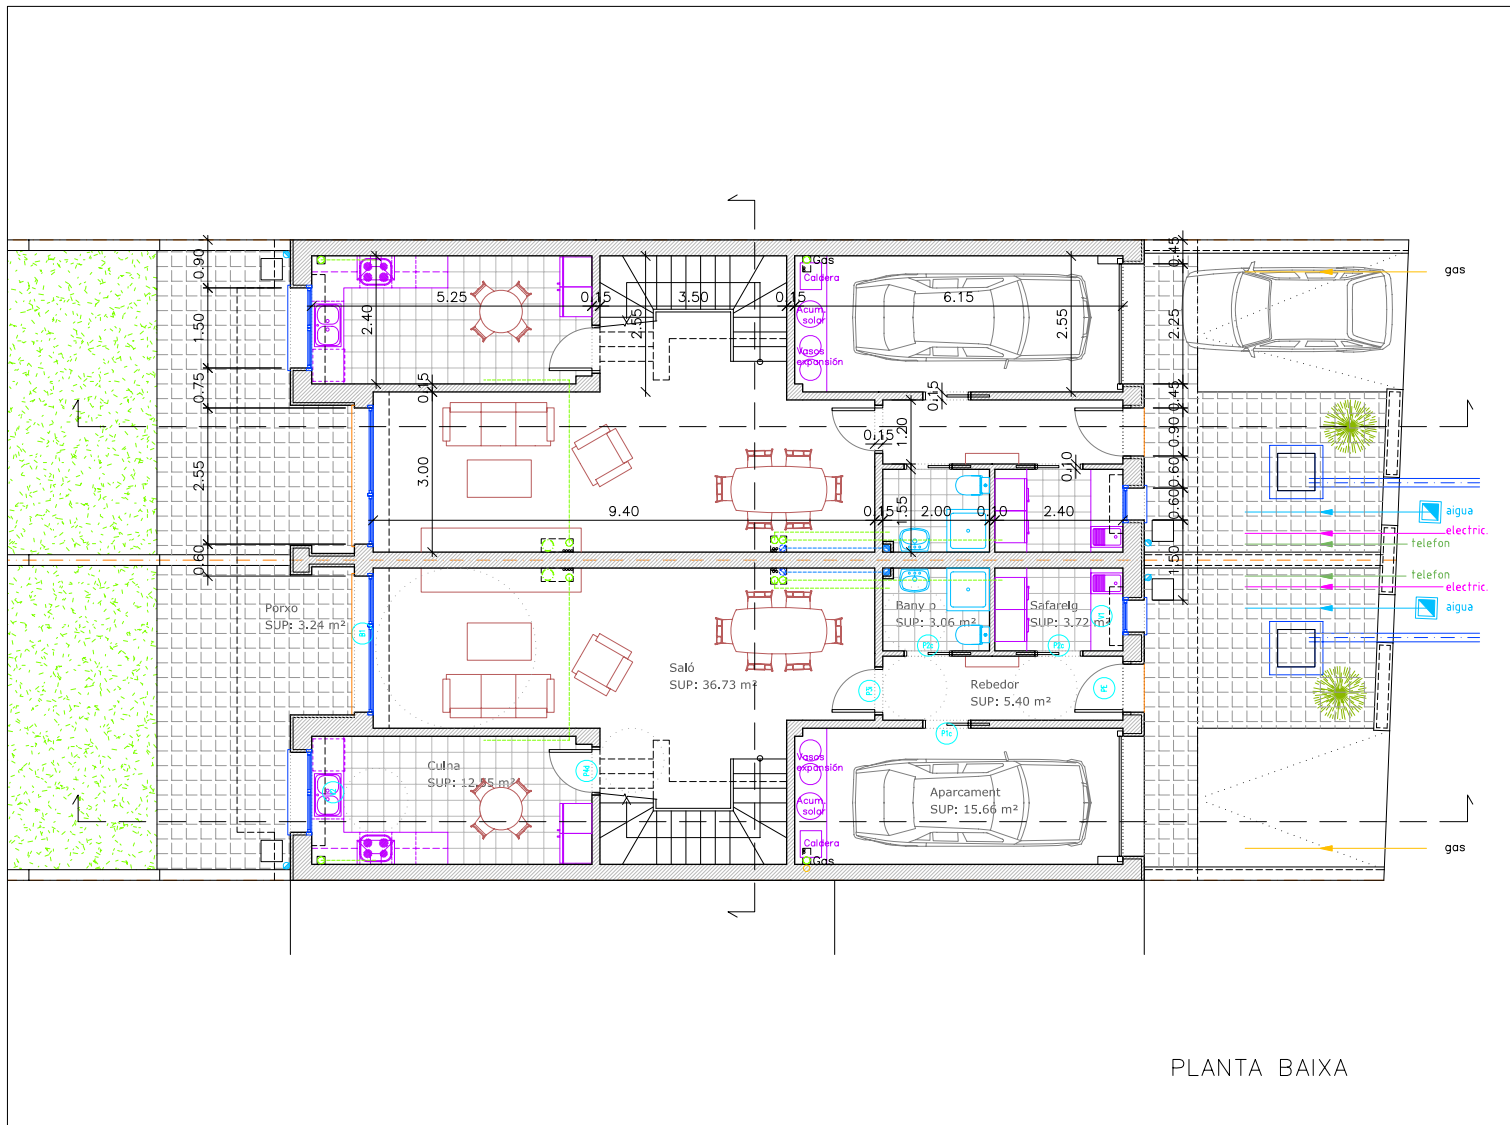 Gas
Caldera
Acum.
solar
Vasos
expansión
0.90
1.50
0.75
2.55
0.60
5.25
2.40
0.15
3.50
2.55
0.15
6.15
2.55
0.15
3.00
9.40
0.15
1.20
0.15
0.10
0.15
1.55
2.00
0.10
2.40
0.45
2.25
0.45
0.90
0.60
0.60
1.50
gas
aigua
electric.
telefon
telefon
electric.
aigua
gas
Porxo
SUP: 3.24 m²
Saló
SUP: 36.73 m²
Bany p
SUP: 3.06 m²
Safareig
SUP: 3.72 m²
Rebedor
SUP: 5.40 m²
Cuina
SUP: 12.55 m²
Aparcament
SUP: 15.66 m²
Vasos
expansión
Acum.
solar
Caldera
Gas
PE
PLANTA BAIXA